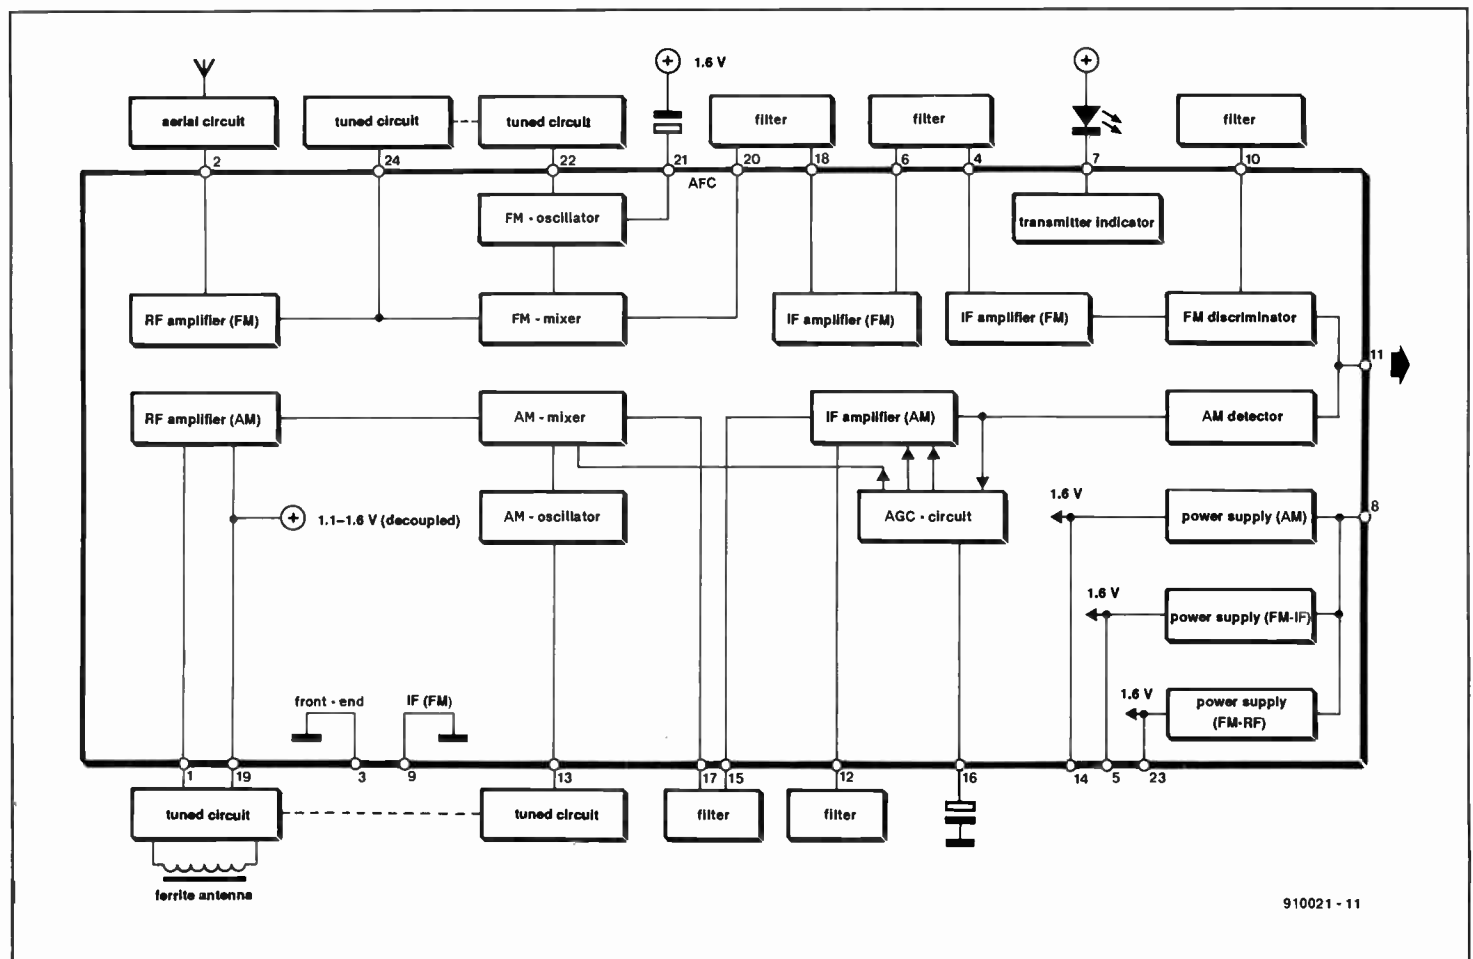 1.6 V
aerial circuit
tuned circuit
tuned circuit
filter
filter
filter
2
24
22
21
20
18
6
4
7
10
AFC
FM - oscillator
transmitter indicator
RF amplifier (FM)
FM - mixer
IF amplifier (FM)
IF amplifier (FM)
FM discriminator
11
RF amplifier (AM)
AM - mixer
IF amplifier (AM)
AM detector
1.1–1.6 V (decoupled)
AM - oscillator
AGC - circuit
1.6 V
power supply (AM)
8
1.6 V
power supply (FM-IF)
front - end
IF (FM)
1.6 V
power supply
(FM-RF)
1
19
3
9
13
17
15
12
16
14
5
23
tuned circuit
tuned circuit
filter
filter
ferrite antenna
910021 - 11